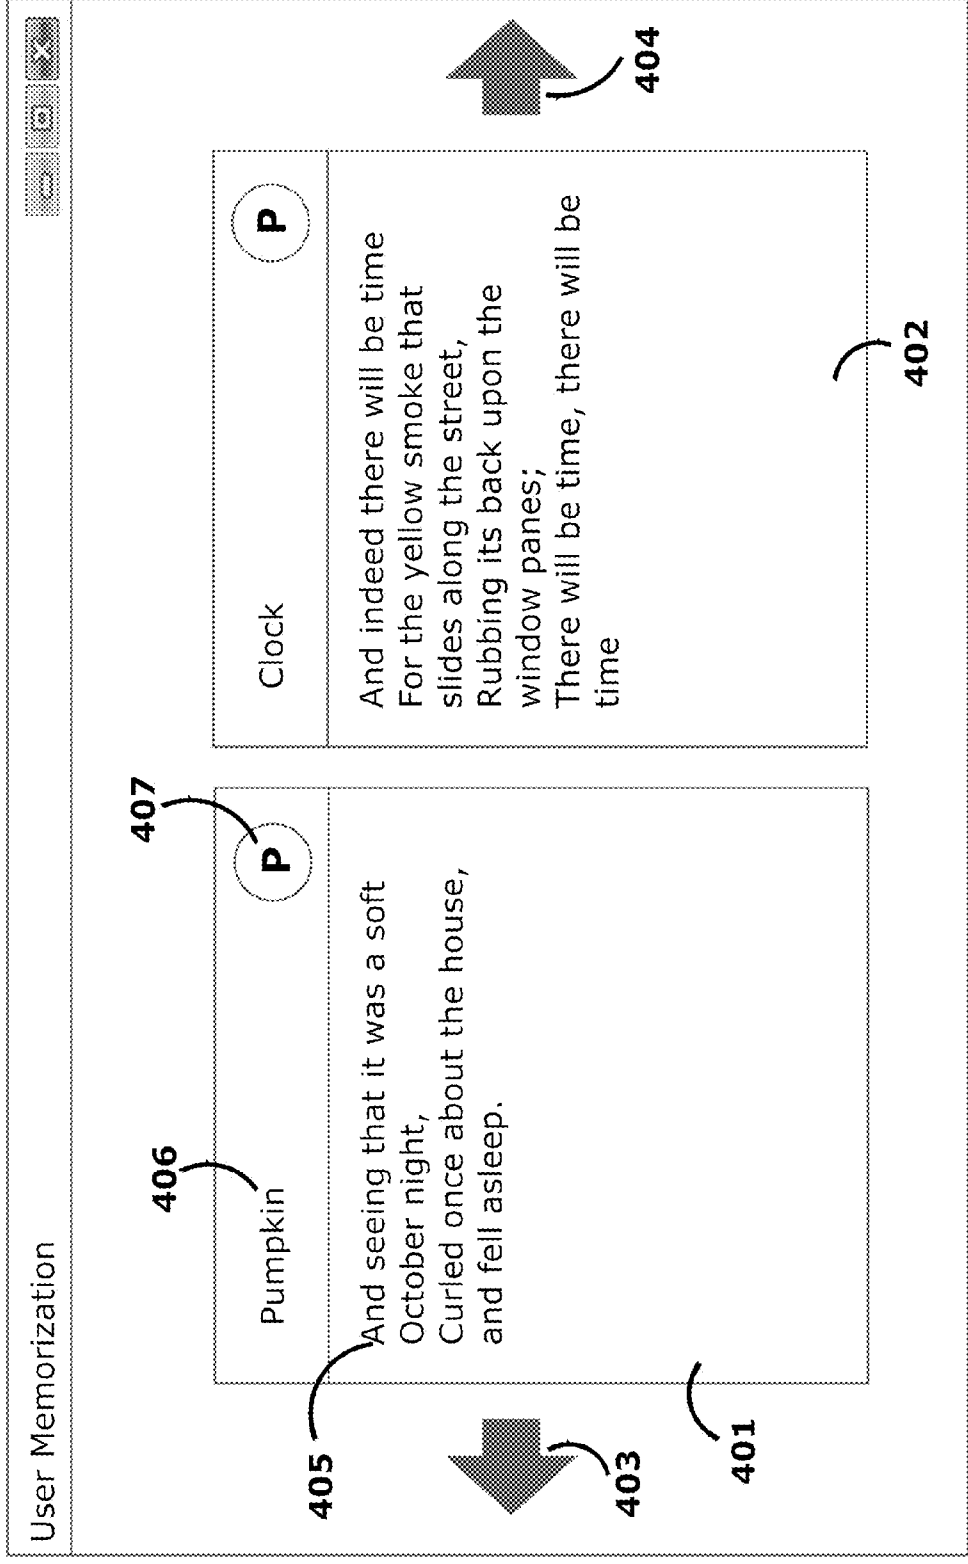 User Memorization
407
406
Pumpkin
P
Clock
P
405
And seeing that it was a soft
October night,
Curled once about the house,
and fell asleep.
And indeed there will be time
For the yellow smoke that
slides along the street,
Rubbing its back upon the
window panes;
There will be time, there will be
time
403
404
401
402